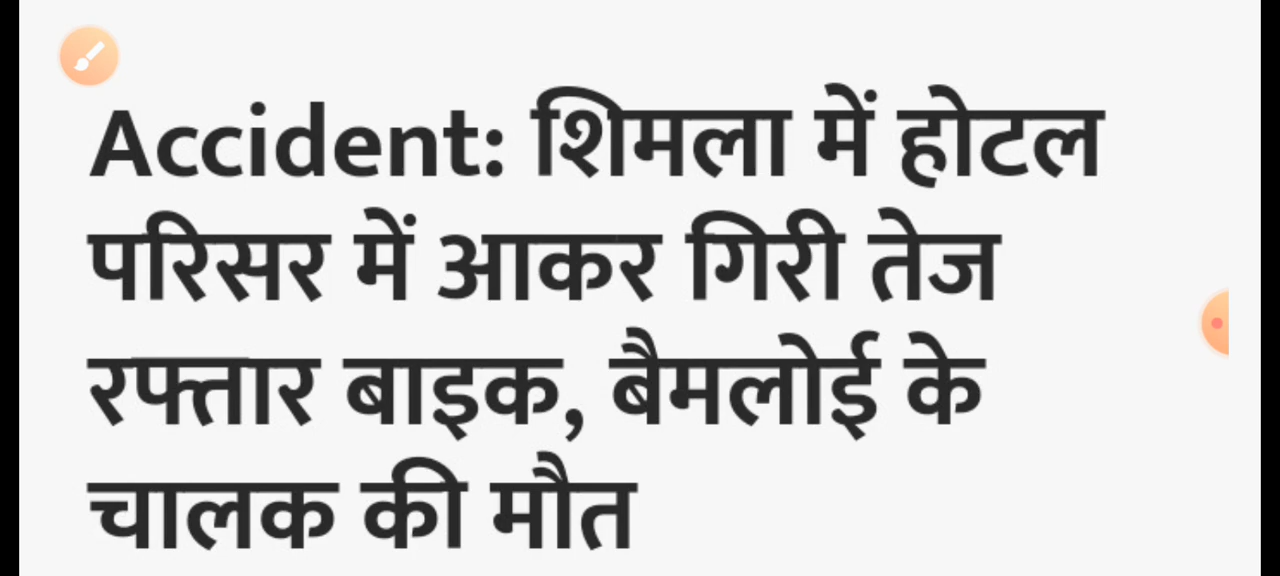 Accident: शिमला में होटल
परिसर में आकर गिरी तेज
रफ्तार बाइक, बैमलोई के
चालक की मौत